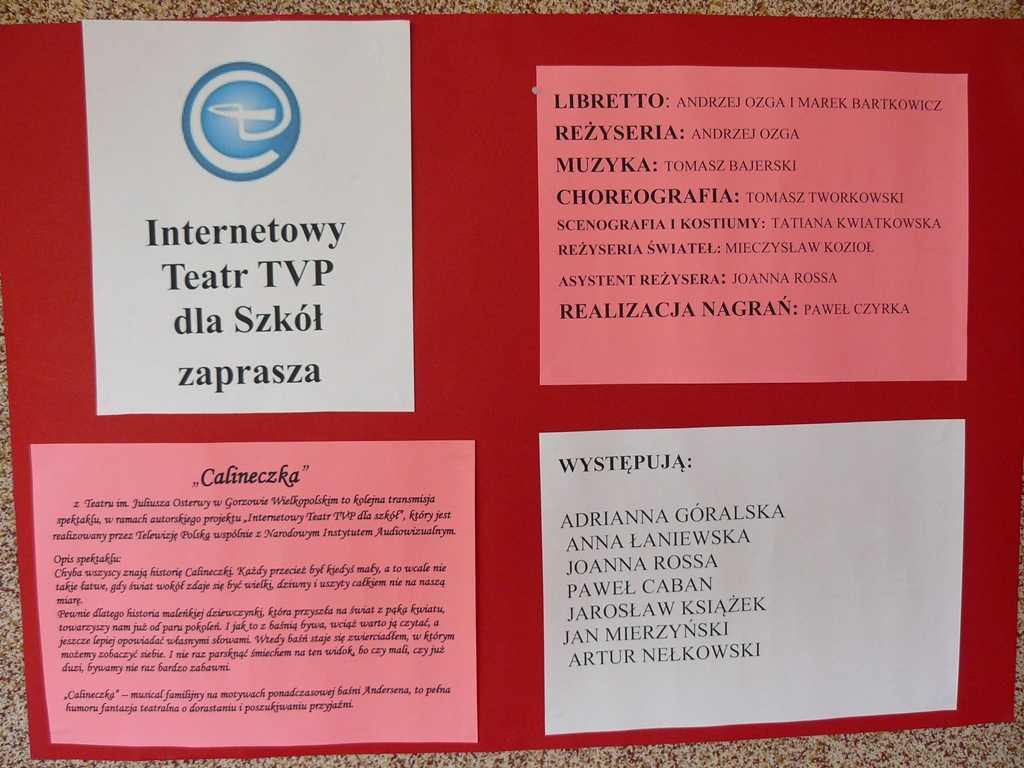 Internetowy
Teatr TVP
dla Szkół
zaprasza
LIBRETTO: ANDRZEJ OZGA I MAREK BARTKOWICZ
REŻYSERIA: ANDRZEJ OZGA
MUZYKA: TOMASZ BAJERSKI
CHOREOGRAFIA: TOMASZ TWORKOWSKI
SCENOGRAFIA I KOSTIUMY: TATIANA KWIATKOWSKA
REŻYSERIA ŚWIATEŁ: MIECZYSŁAW KOZIOŁ
ASYSTENT REŻYSERA: JOANNA ROSSA
REALIZACJA NAGRAŃ: PAWEŁ CZYRKA
„Calineczka”
z Teatru im. Juliusza Osterwy w Gorzowie Wielkopolskim to kolejna transmisja
spektaklu, w ramach autorskiego projektu „Internetowy Teatr TVP dla szkół”, który jest
realizowany przez Telewizję Polską wspólnie z Narodowym Instytutem Audiowizualnym.
Opis spektaklu:
Chyba wszyscy znają historię Calineczki. Każdy przecież był kiedyś mały, a to wcale nie
takie łatwe, gdy świat wokół zdaje się być wielki, dziwny i uszyty całkiem nie na naszą
miarę.
Pewnie dlatego historia maleńkiej dziewczynki, która przyszła na świat z pąka kwiatu,
towarzyszy nam już od paru pokoleń. I jak to z baśnią bywa, wciąż warto ją czytać, a
jeszcze lepiej opowiadać własnymi słowami. Wtedy baśń staje się zwierciadłem, w którym
możemy zobaczyć siebie. I nie raz parsknąć śmiechem na ten widok, bo czy mali, czy już
duzi, bywamy nie raz bardzo zabawni.
„Calineczka” – musical familijny na motywach ponadczasowej baśni Andersena, to pełna
humoru fantazja teatralna o dorastaniu i poszukiwaniu przyjaźni.
WYSTĘPUJĄ:
ADRIANNA GÓRALSKA
ANNA ŁANIEWSKA
JOANNA ROSSA
PAWEŁ CABAN
JAROSŁAW KSIĄŻEK
JAN MIERZYŃSKI
ARTUR NEŁKOWSKI